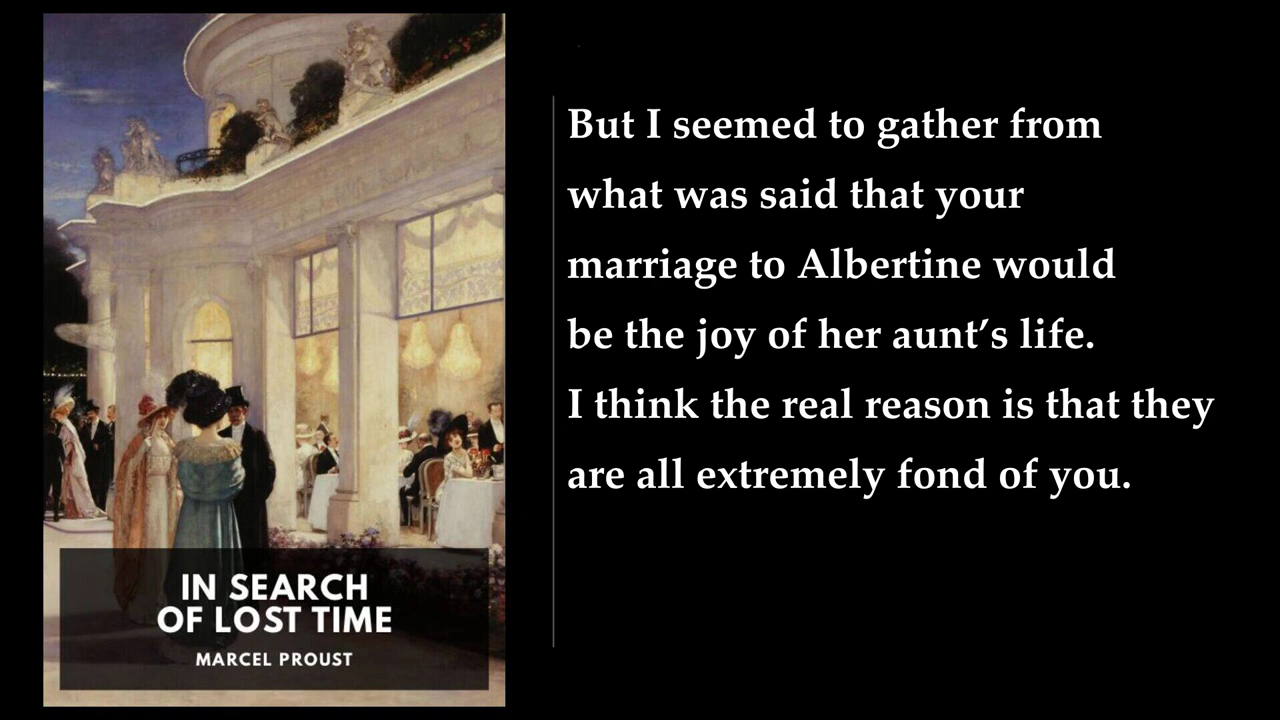 IN SEARCH
OF LOST TIME
MARCEL PROUST
But I seemed to gather from
what was said that your
marriage to Albertine would
be the joy of her aunt’s life.
I think the real reason is that they
are all extremely fond of you.